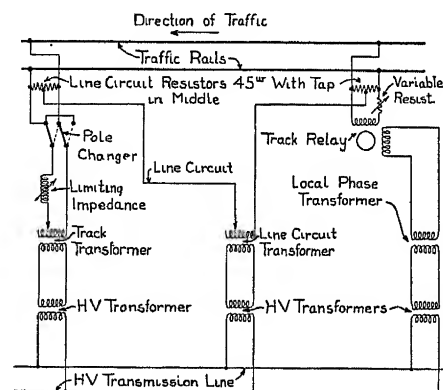 Direction of Traffic
Traffic Rails
Line Circuit Resistors 45ω With Tap
in Middle
Variable
Resist.
Pole
Changer
Track Relay
Line Circuit
Limiting
Impedance
Local Phase
Transformer
Track
Transformer
Line Circuit
Transformer
HV Transformer
HV Transformers
HV Transmission Line